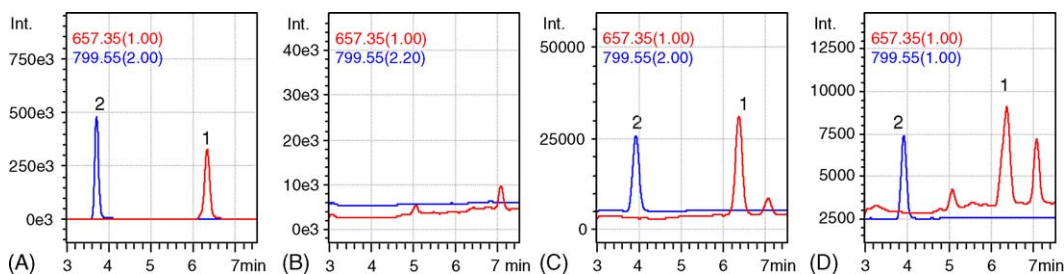 Int.
657.35(1.00)
799.55(2.00)
750e3
500e3
250e3
0e3
2
1
3 4 5 6 7min
(A)
Int.
657.35(1.00)
799.55(2.20)
40e3
30e3
20e3
10e3
0e3
3 4 5 6 7min
(B)
Int.
657.35(1.00)
799.55(2.00)
50000
25000
0
2
1
3 4 5 6 7min
(C)
Int.
657.35(1.00)
799.55(1.00)
12500
10000
7500
5000
2500
2
1
3 4 5 6 7min
(D)